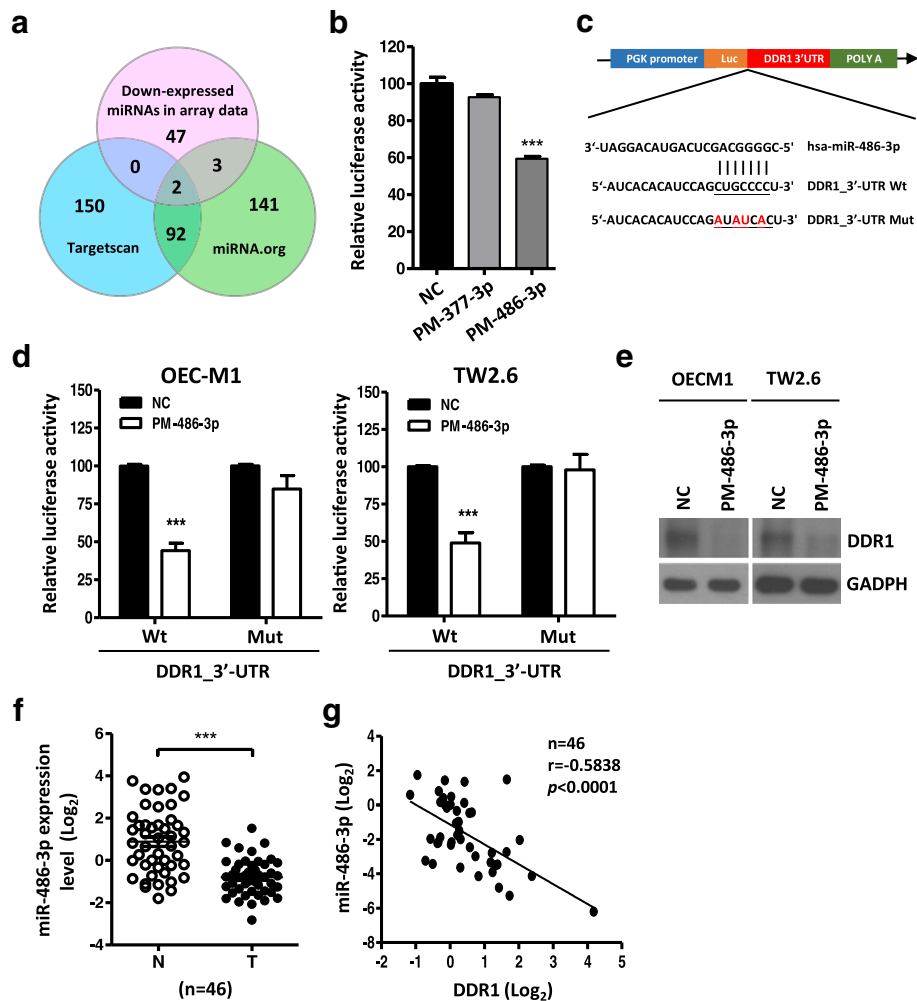 a
Down-expressed
miRNAs in array data
47
0
3
2
150
141
92
Targetscan
miRNA.org
b
Relative luciferase activity
120
100
80
60
40
20
0
***
NC
PM-377-3p
PM-486-3p
c
PGK promoter
Luc
DDR1 3'UTR
POLY A
3'-UAGGACAUGACUCGACGGGGC-5' hsa-miR-486-3p
5'-AUCACACAUCCAGCUGCCCCU-3' DDR1_3'-UTR Wt
5'-AUCACACAUCCAGAUAUCACU-3' DDR1_3'-UTR Mut
d
OEC-M1
Relative luciferase activity
150
125
100
75
50
25
0
NC
PM-486-3p
***
Wt
Mut
DDR1_3'-UTR
TW2.6
Relative luciferase activity
150
125
100
75
50
25
0
NC
PM-486-3p
***
Wt
Mut
DDR1_3'-UTR
e
OECM1
TW2.6
NC
PM-486-3p
NC
PM-486-3p
DDR1
GADPH
f
miR-486-3p expression
level (Log2)
6
4
2
0
-2
-4
***
N
T
(n=46)
g
miR-486-3p (Log2)
4
2
0
-2
-4
-6
-8
n=46
r=-0.5838
p<0.0001
-2
-1
0
1
2
3
4
5
DDR1 (Log2)